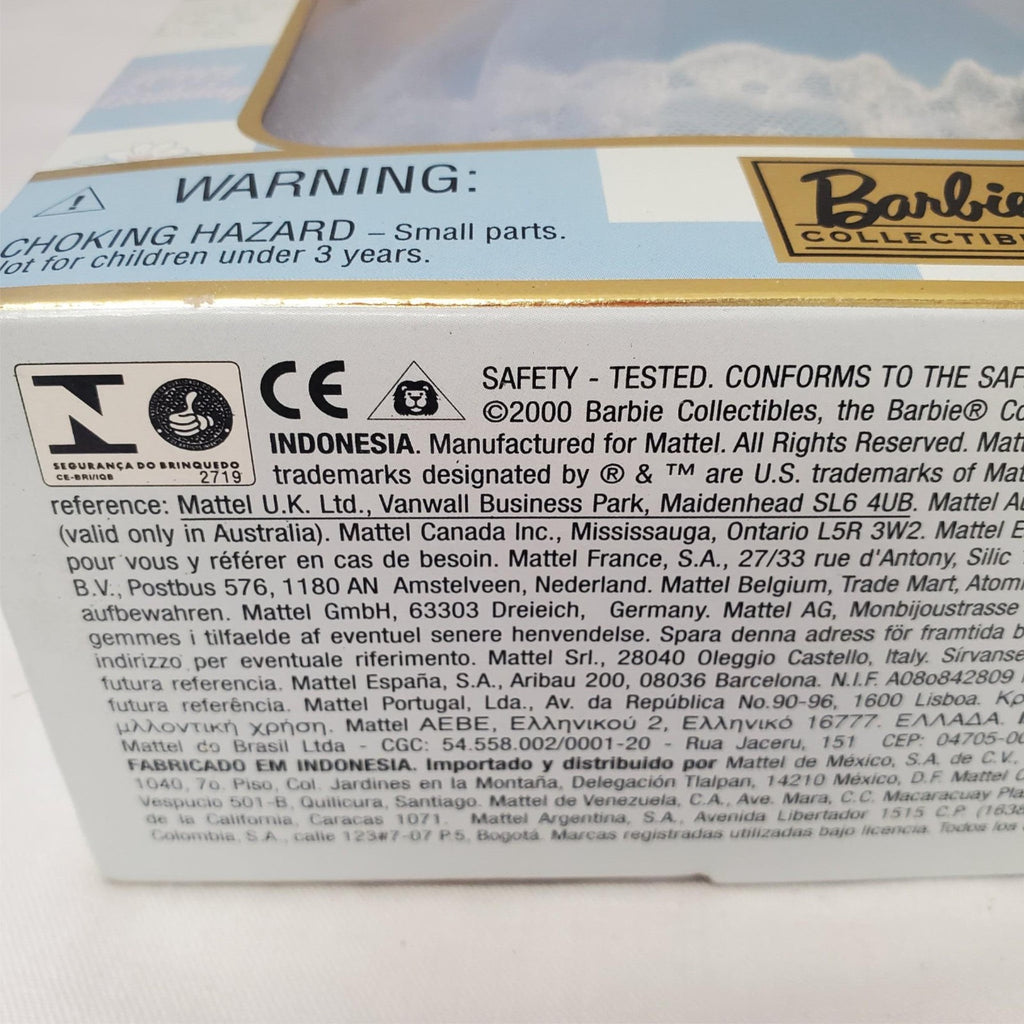 WARNING:
CHOKING HAZARD – Small parts.
for children under 3 years.
Barbie
COLLECTIB
SEGURANÇA DO BRINQUEDO
CE-BRI/IQB 2719
CE
SAFETY - TESTED. CONFORMS TO THE SAF
©2000 Barbie Collectibles, the Barbie® Co
INDONESIA. Manufactured for Mattel. All Rights Reserved. Matt
trademarks designated by ® & ™ are U.S. trademarks of Mat
reference: Mattel U.K. Ltd., Vanwall Business Park, Maidenhead SL6 4UB. Mattel Au
(valid only in Australia). Mattel Canada Inc., Mississauga, Ontario L5R 3W2. Mattel E
pour vous y référer en cas de besoin. Mattel France, S.A., 27/33 rue d'Antony, Silic
B.V., Postbus 576, 1180 AN Amstelveen, Nederland. Mattel Belgium, Trade Mart, Atomi
aufbewahren. Mattel GmbH, 63303 Dreieich, Germany. Mattel AG, Monbijoustrasse
gemmes i tilfaelde af eventuel senere henvendelse. Spara denna adress för framtida b
indirizzo per eventuale riferimento. Mattel Srl., 28040 Oleggio Castello, Italy. Sírvanse
futura referencia. Mattel España, S.A., Aribau 200, 08036 Barcelona. N.I.F. A08o842809
futura referência. Mattel Portugal, Lda., Av. da República No.90-96, 1600 Lisboa. Κρ
μλλοντική χρήση. Mattel AEBE, Ελληνικού 2, Ελληνικό 16777. ΕΛΛΑΔΑ.
Mattel do Brasil Ltda - CGC: 54.558.002/0001-20 - Rua Jaceru, 151 CEP: 04705-00
FABRICADO EM INDONESIA. Importado y distribuido por Mattel de México, S.A. de C.V.,
1040, 7o. Piso, Col. Jardines en la Montaña, Delegación Tlalpan, 14210 México, D.F. Mattel C
Vespucio 501-B, Quilicura, Santiago. Mattel de Venezuela, C.A., Ave. Mara, C.C. Macaracuay Pla
de la California, Caracas 1071. Mattel Argentina, S.A., Avenida Libertador 1515 C.P. (1638
Colombia, S.A., calle 123#7-07 P.5, Bogotá. Marcas registradas utilizadas bajo licencia. Todos los